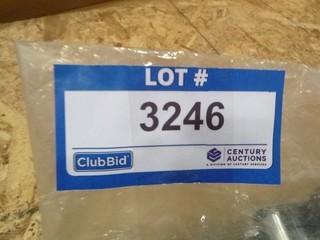 LOT #
3246
ClubBid
CENTURY
AUCTIONS
A DIVISION OF CENTURY SERVICES